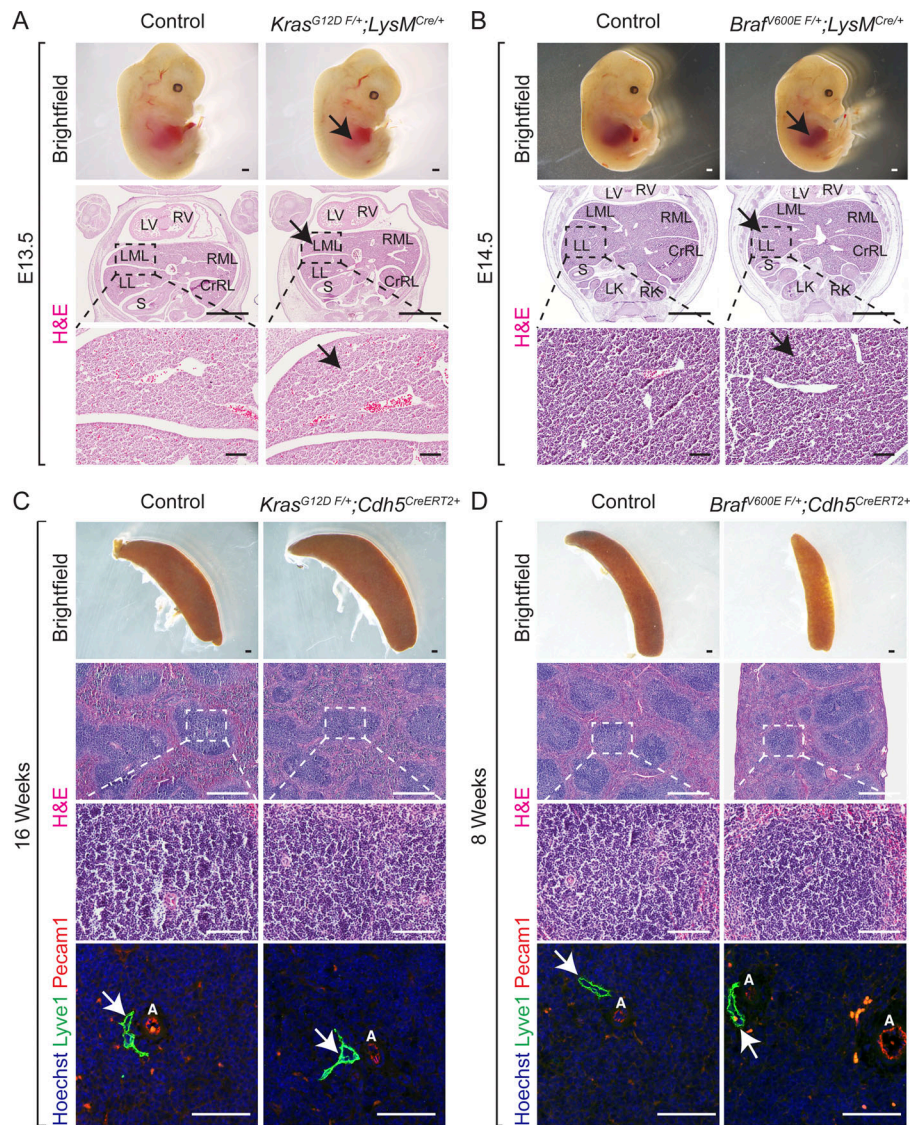 A
Control
Kras^G12D F/+;LysM^Cre/+
Brightfield
E13.5
H&E
LV
RV
LML
RML
LL
CrRL
S
LV
RV
LML
RML
LL
CrRL
S
B
Control
Braf^V600E F/+;LysM^Cre/+
Brightfield
E14.5
H&E
LV
RV
LML
RML
LL
CrRL
S
LK
RK
LV
RV
LML
RML
LL
CrRL
S
LK
RK
C
Control
Kras^G12D F/+;Cdh5^CreERT2+
Brightfield
16 Weeks
H&E
Hoechst Lyve1 Pecam1
A
A
D
Control
Braf^V600E F/+;Cdh5^CreERT2+
Brightfield
8 Weeks
H&E
Hoechst Lyve1 Pecam1
A
A
A